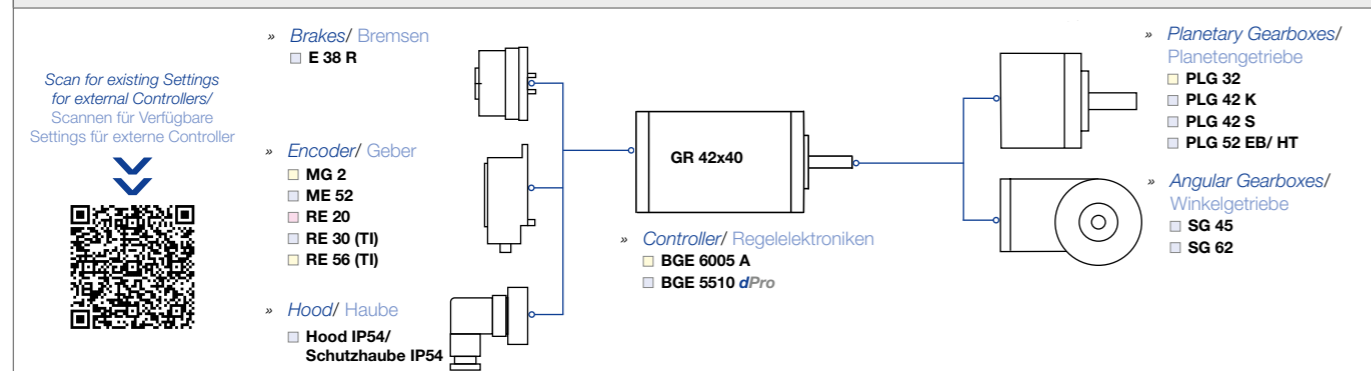 Scan for existing Settings
for external Controllers/
Scannen für Verfügbare
Settings für externe Controller
» Brakes/ Bremsen
E 38 R
» Encoder/ Geber
MG 2
ME 52
RE 20
RE 30 (TI)
RE 56 (TI)
» Hood/ Haube
Hood IP54/
Schutzhaube IP54
GR 42x40
» Controller/ Regelelektroniken
BGE 6005 A
BGE 5510 dPro
» Planetary Gearboxes/
Planetengetriebe
PLG 32
PLG 42 K
PLG 42 S
PLG 52 EB/ HT
» Angular Gearboxes/
Winkelgetriebe
SG 45
SG 62